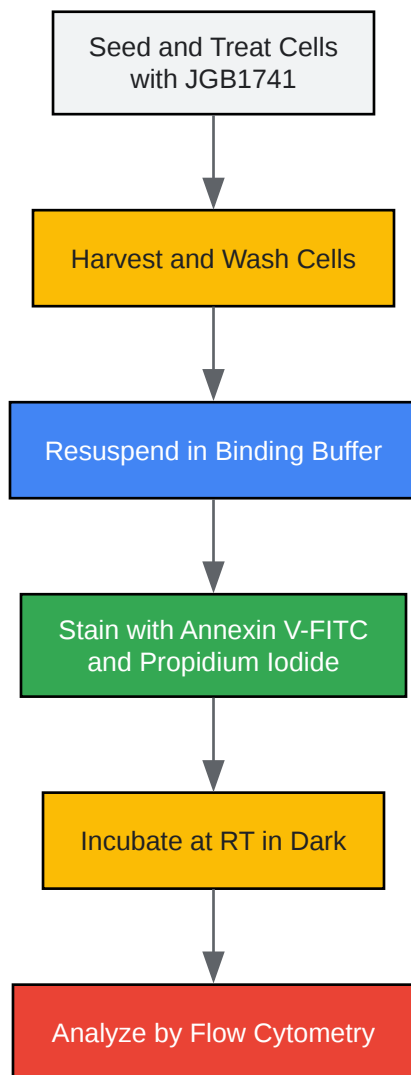 Seed and Treat Cells
with JGB1741
Harvest and Wash Cells
Resuspend in Binding Buffer
Stain with Annexin V-FITC
and Propidium Iodide
Incubate at RT in Dark
Analyze by Flow Cytometry